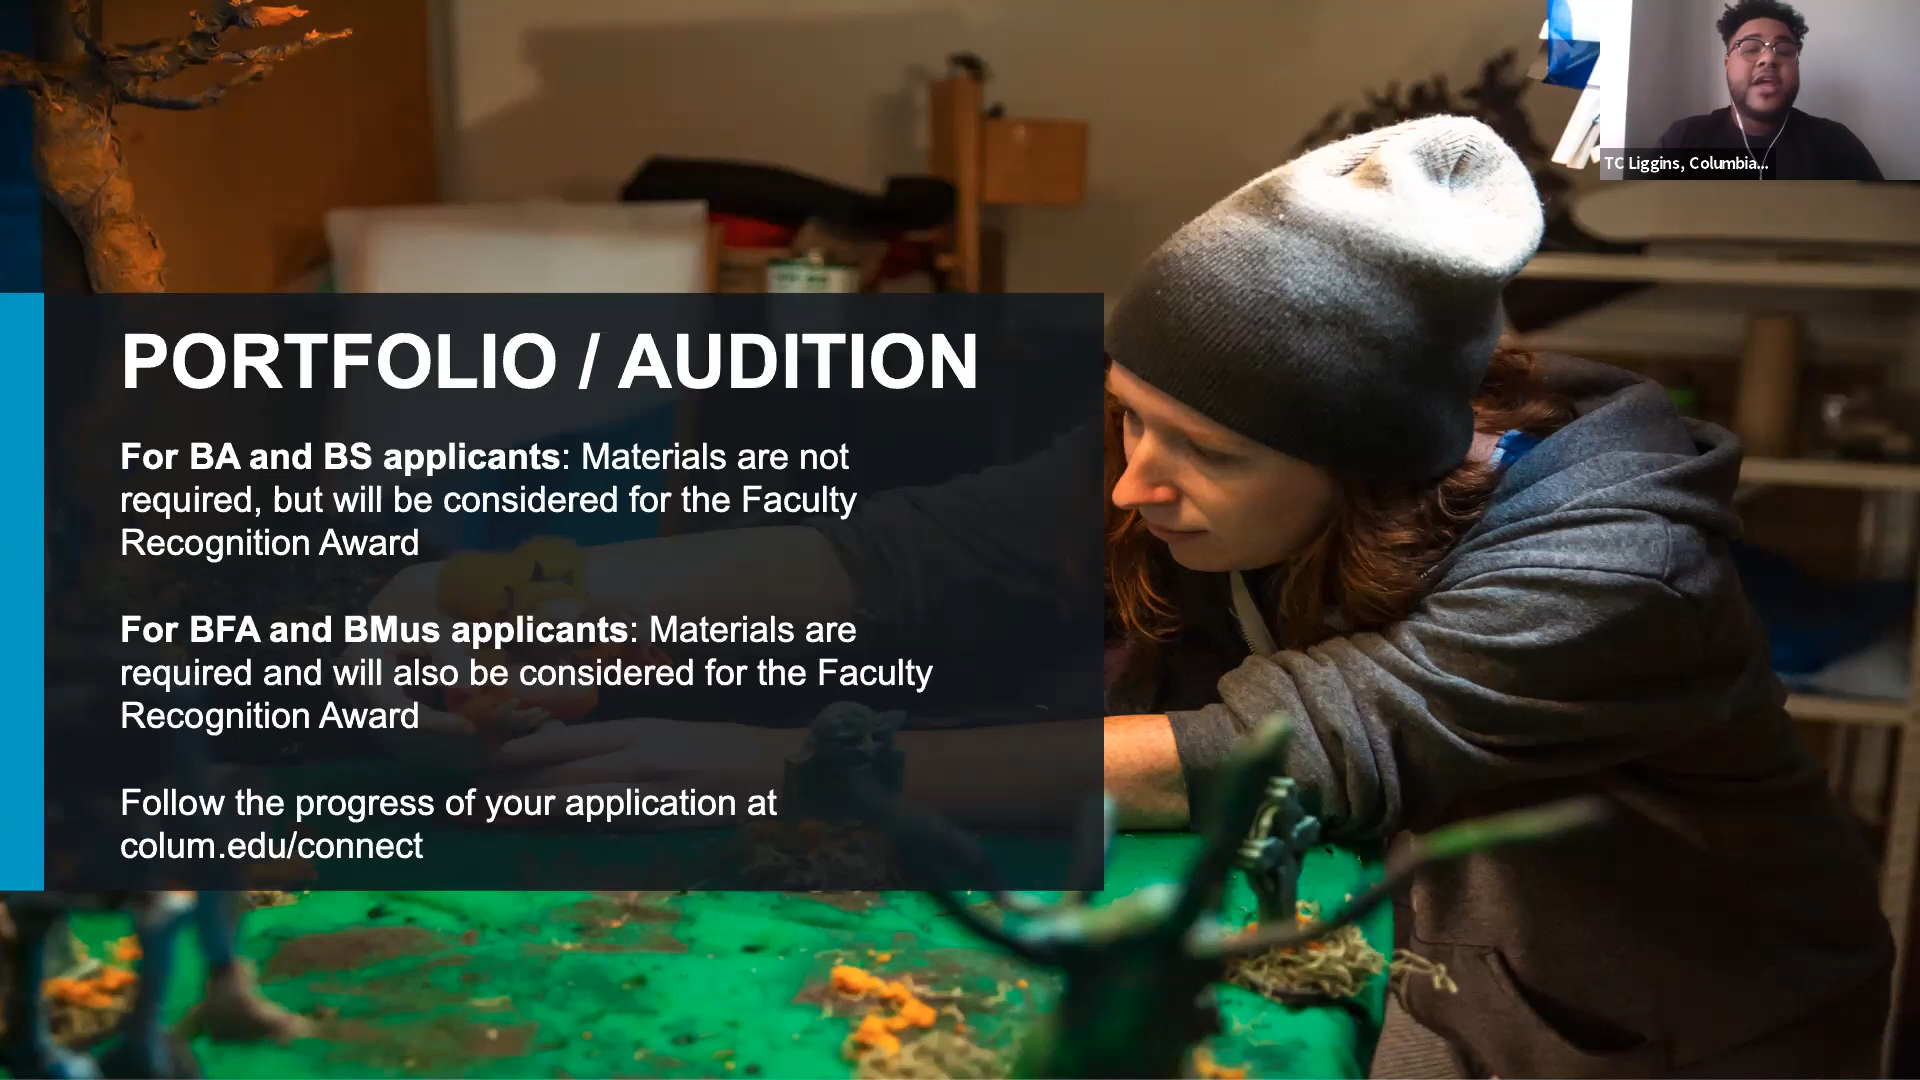 TC Liggins, Columbia...
PORTFOLIO / AUDITION
For BA and BS applicants: Materials are not
required, but will be considered for the Faculty
Recognition Award
For BFA and BMus applicants: Materials are
required and will also be considered for the Faculty
Recognition Award
Follow the progress of your application at
colum.edu/connect